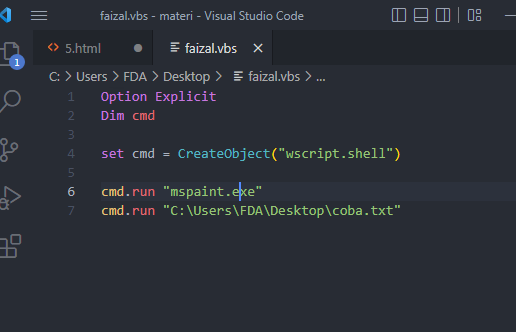 faizal.vbs - materi - Visual Studio Code
5.html
faizal.vbs
C: > Users > FDA > Desktop > faizal.vbs > ...
1 Option Explicit
2 Dim cmd
3
4 set cmd = CreateObject("wscript.shell")
5
6 cmd.run "mspaint.exe"
7 cmd.run "C:\Users\FDA\Desktop\coba.txt"
1